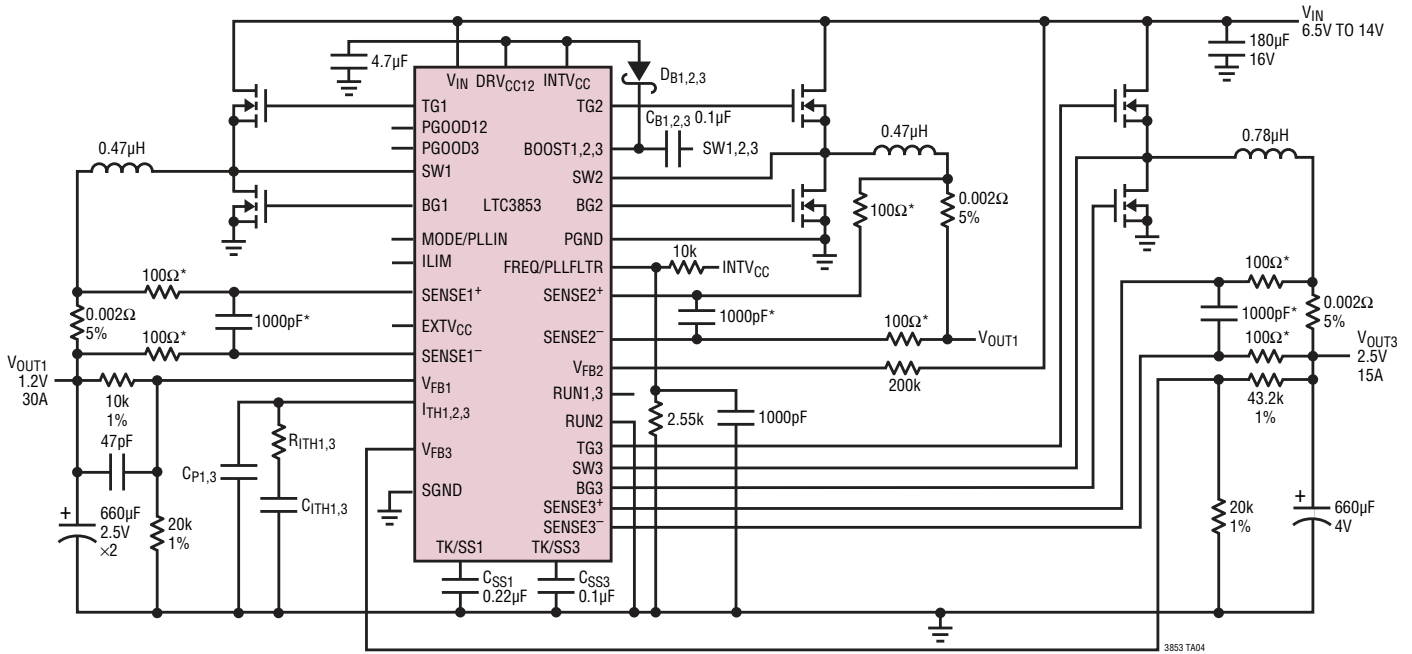 VIN
6.5V TO 14V
180µF
16V
4.7µF
VIN DRVCC12 INTVCC
DB1,2,3
TG1
TG2
CB1,2,3 0.1µF
PGOOD12
PGOOD3
BOOST1,2,3
SW1,2,3
0.47µH
0.47µH
0.78µH
SW1
SW2
BG1
LTC3853
BG2
100Ω*
0.002Ω
5%
MODE/PLLIN
PGND
ILIM
FREQ/PLLFLTR
10k
INTVCC
100Ω*
SENSE1+
SENSE2+
100Ω*
0.002Ω
5%
1000pF*
1000pF*
1000pF*
0.002Ω
5%
EXTVCC
100Ω*
SENSE1–
SENSE2–
100Ω*
VOUT1
100Ω*
VOUT1
1.2V
30A
VOUT3
2.5V
15A
10k
1%
VFB1
VFB2
200k
43.2k
1%
ITH1,2,3
RUN1,3
47pF
RITH1,3
RUN2
2.55k
1000pF
VFB3
TG3
CP1,3
SW3
SGND
BG3
CITH1,3
SENSE3+
SENSE3–
+
660µF
2.5V
×2
20k
1%
20k
1%
+
660µF
4V
TK/SS1
TK/SS3
CSS1
0.22µF
CSS3
0.1µF
3853 TA04